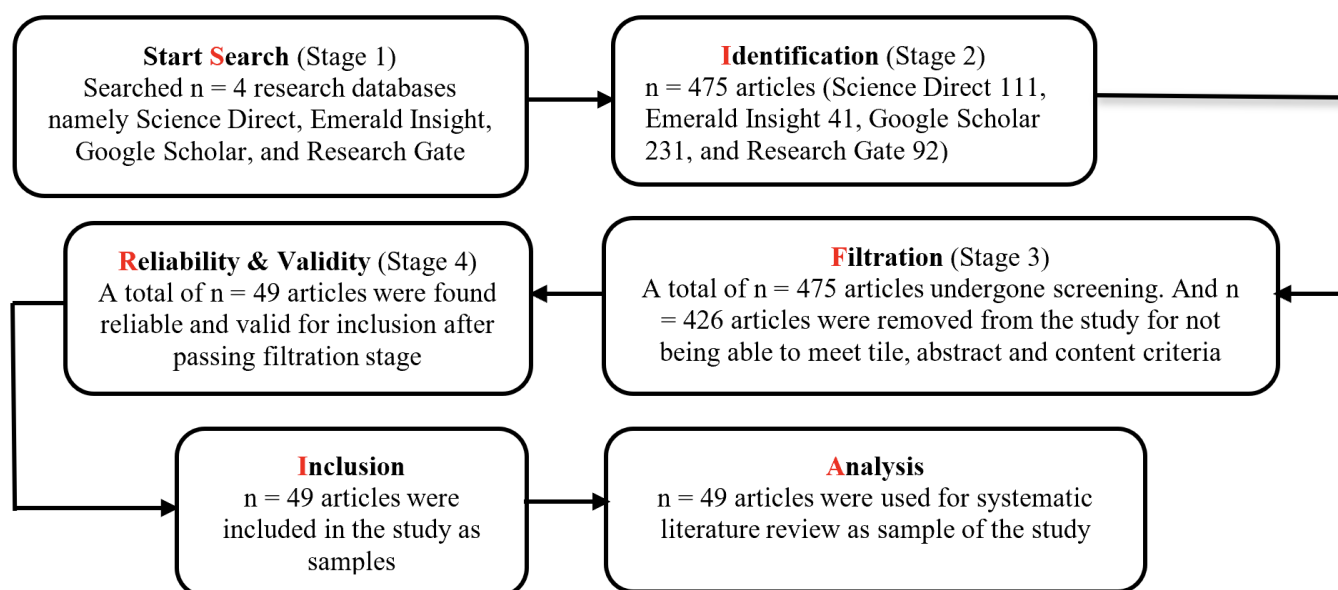 Start Search (Stage 1)
Searched n = 4 research databases
namely Science Direct, Emerald Insight,
Google Scholar, and Research Gate
Identification (Stage 2)
n = 475 articles (Science Direct 111,
Emerald Insight 41, Google Scholar
231, and Research Gate 92)
Filtration (Stage 3)
A total of n = 475 articles undergone screening. And n
= 426 articles were removed from the study for not
being able to meet tile, abstract and content criteria
Reliability & Validity (Stage 4)
A total of n = 49 articles were found
reliable and valid for inclusion after
passing filtration stage
Inclusion
n = 49 articles were
included in the study as
samples
Analysis
n = 49 articles were used for systematic
literature review as sample of the study